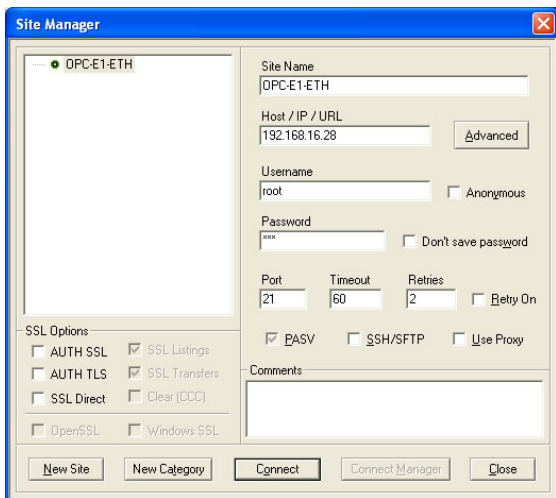 Site Manager
OPC-E1-ETH
Site Name
OPC-E1-ETH
Host / IP / URL
192.168.16.28
Advanced
Username
root
Anonymous
Password
***
Don't save password
Port Timeout Retries
21 60 2 Retry On
PASV SSH/SFTP Use Proxy
SSL Options
AUTH SSL SSL Listings
AUTH TLS SSL Transfers
SSL Direct Clear (CCC)
OpenSSL Windows SSL
Comments
New Site New Category Connect Connect Manager Close